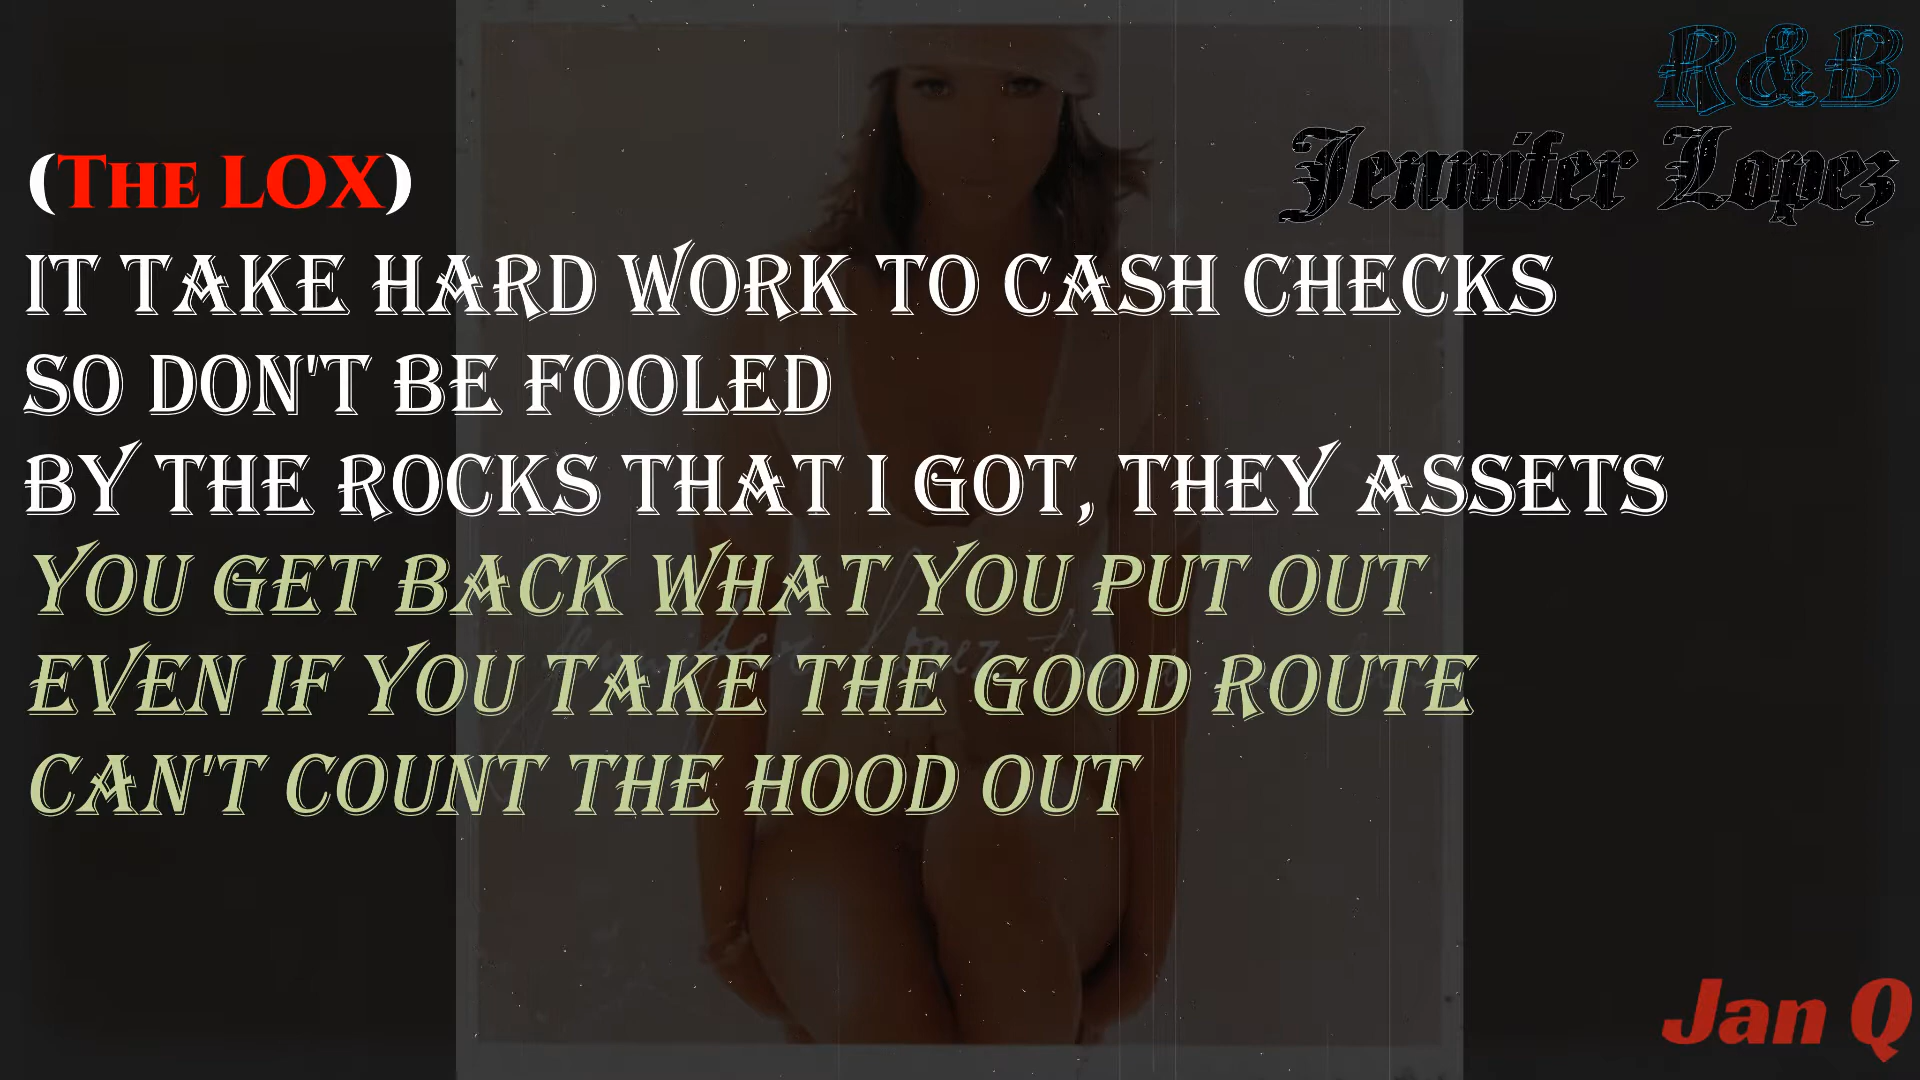 R&B
Jennifer Lopez
(The LOX)
IT TAKE HARD WORK TO CASH CHECKS
SO DON'T BE FOOLED
BY THE ROCKS THAT I GOT, THEY ASSETS
YOU GET BACK WHAT YOU PUT OUT
EVEN IF YOU TAKE THE GOOD ROUTE
CAN'T COUNT THE HOOD OUT
Jennifer Lopez
Jan Q